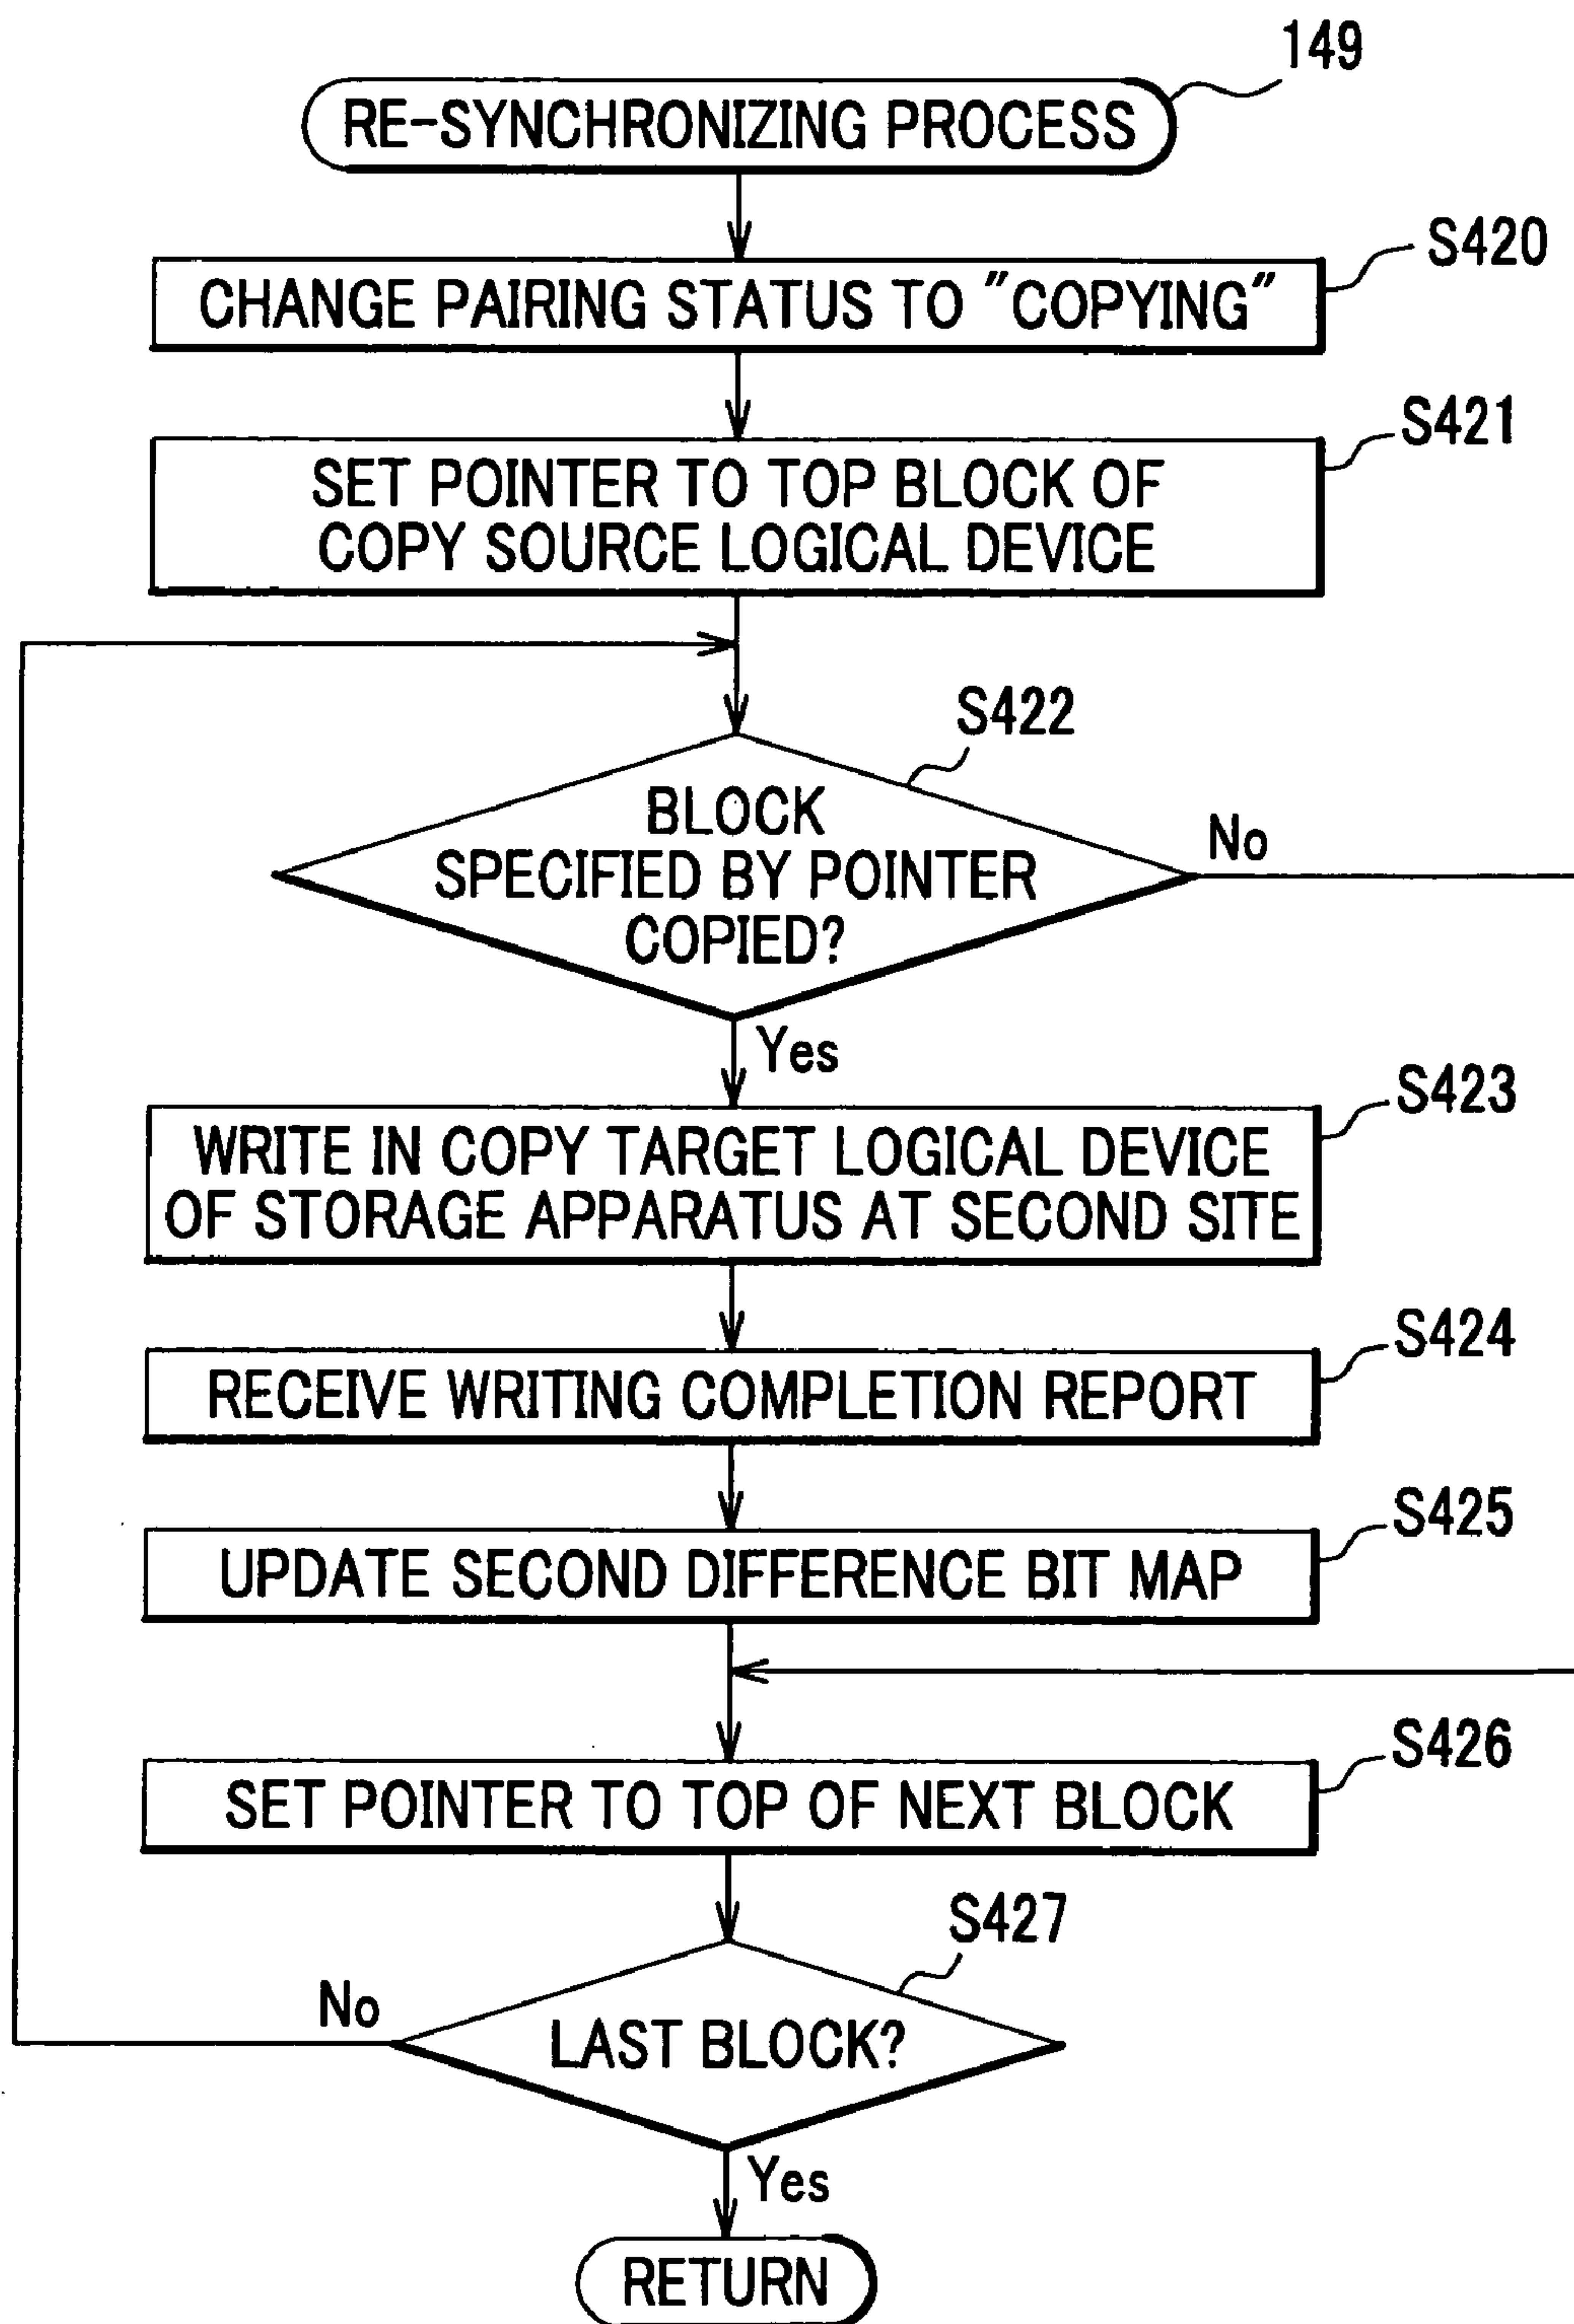 149
RE-SYNCHRONIZING PROCESS
S420
CHANGE PAIRING STATUS TO "COPYING"
S421
SET POINTER TO TOP BLOCK OF
COPY SOURCE LOGICAL DEVICE
S422
BLOCK
SPECIFIED BY POINTER
COPIED?
No
Yes
S423
WRITE IN COPY TARGET LOGICAL DEVICE
OF STORAGE APPARATUS AT SECOND SITE
S424
RECEIVE WRITING COMPLETION REPORT
S425
UPDATE SECOND DIFFERENCE BIT MAP
S426
SET POINTER TO TOP OF NEXT BLOCK
S427
No
LAST BLOCK?
Yes
RETURN